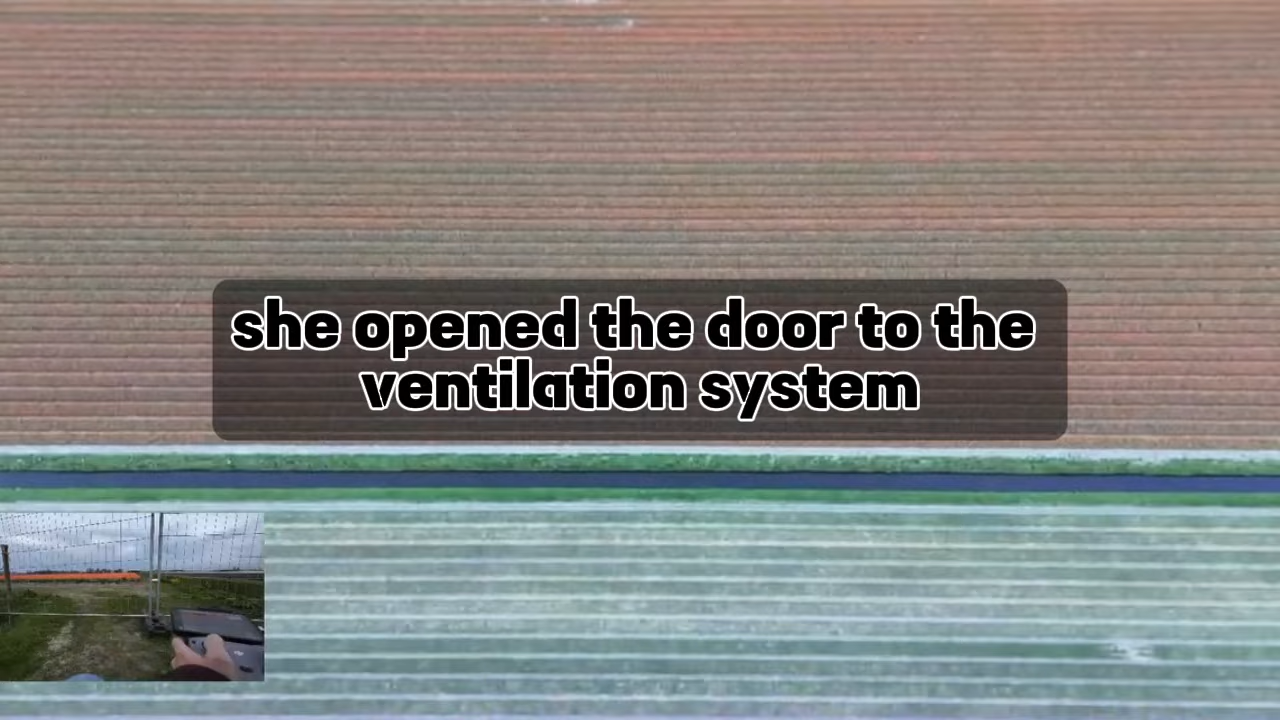 she opened the door to the
ventilation system